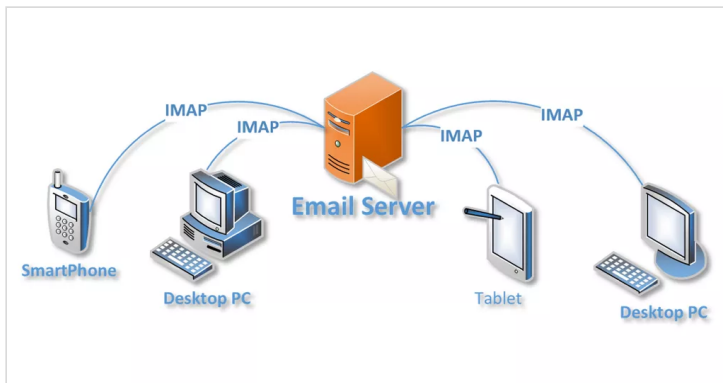 IMAP
IMAP
IMAP
IMAP
Email Server
SmartPhone
Desktop PC
Tablet
Desktop PC